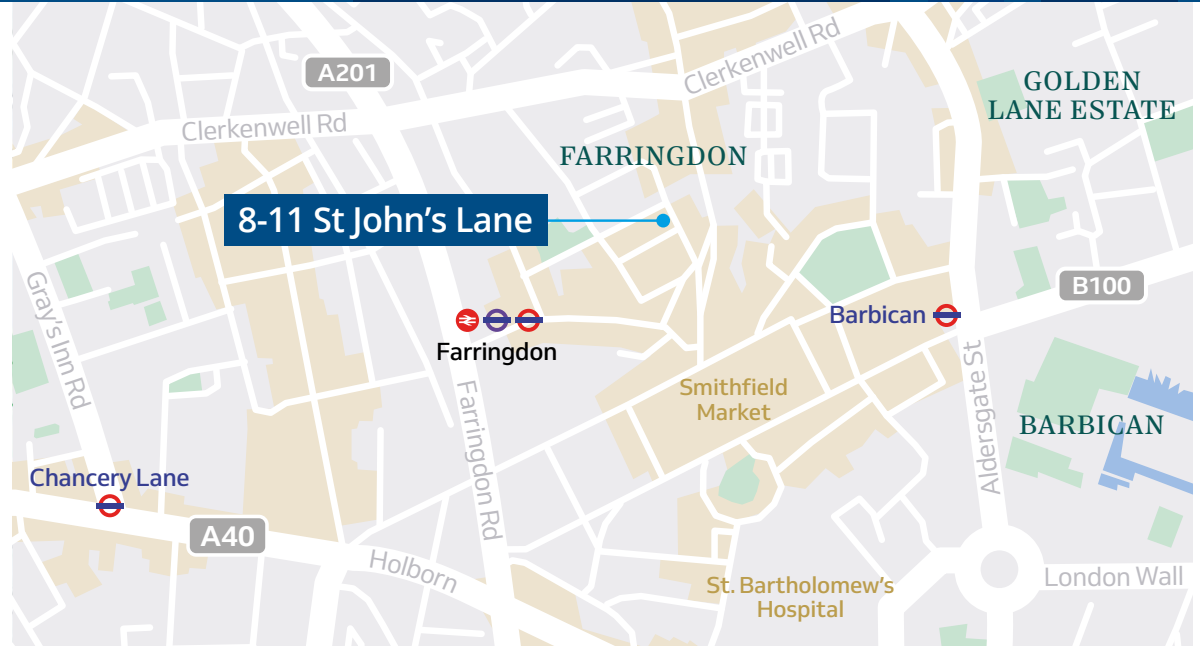 A201
Clerkenwell Rd
GOLDEN
LANE ESTATE
Clerkenwell Rd
FARRINGDON
8-11 St John's Lane
Gray's Inn Rd
B100
Barbican
Farringdon
Farringdon Rd
Smithfield
Market
Aldersgate St
BARBICAN
Chancery Lane
A40
Holborn
St. Bartholomew's
Hospital
London Wall